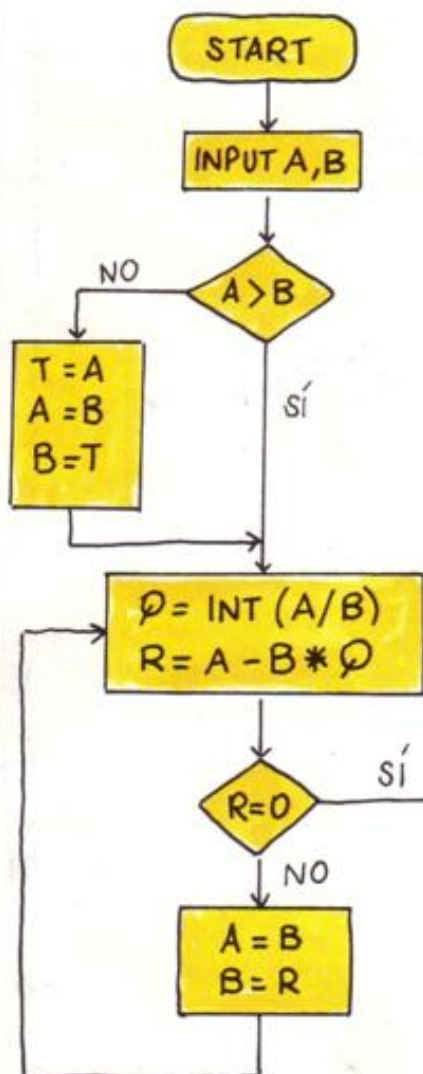 START
INPUT A,B
A > B
NO
SÍ
T = A
A = B
B = T
Q = INT (A/B)
R = A - B * Q
R = 0
SÍ
NO
A = B
B = R